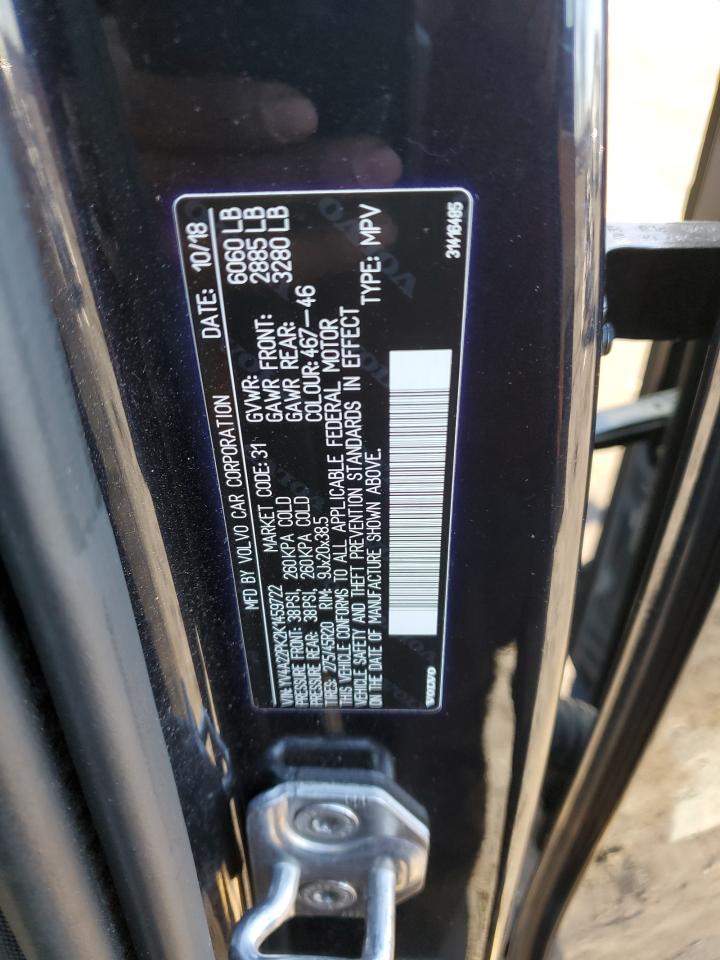 MFD BY VOLVO CAR CORPORATION DATE: 10/18
GVWR: 6060 LB
GAWR FRONT: 2885 LB
GAWR REAR: 3280 LB
VIN: YV4A22PK2K1459722 MARKET CODE: 31 COLOUR: 467-46
PRESSURE FRONT: 38PSI, 260KPA COLD
PRESSURE REAR: 38PSI, 260KPA COLD
TIRES: 275/45R20 RIM: 9Jx20x38.5
THIS VEHICLE CONFORMS TO ALL APPLICABLE FEDERAL MOTOR
VEHICLE SAFETY AND THEFT PREVENTION STANDARDS IN EFFECT
ON THE DATE OF MANUFACTURE SHOWN ABOVE. TYPE: MPV
VOLVO 31416485